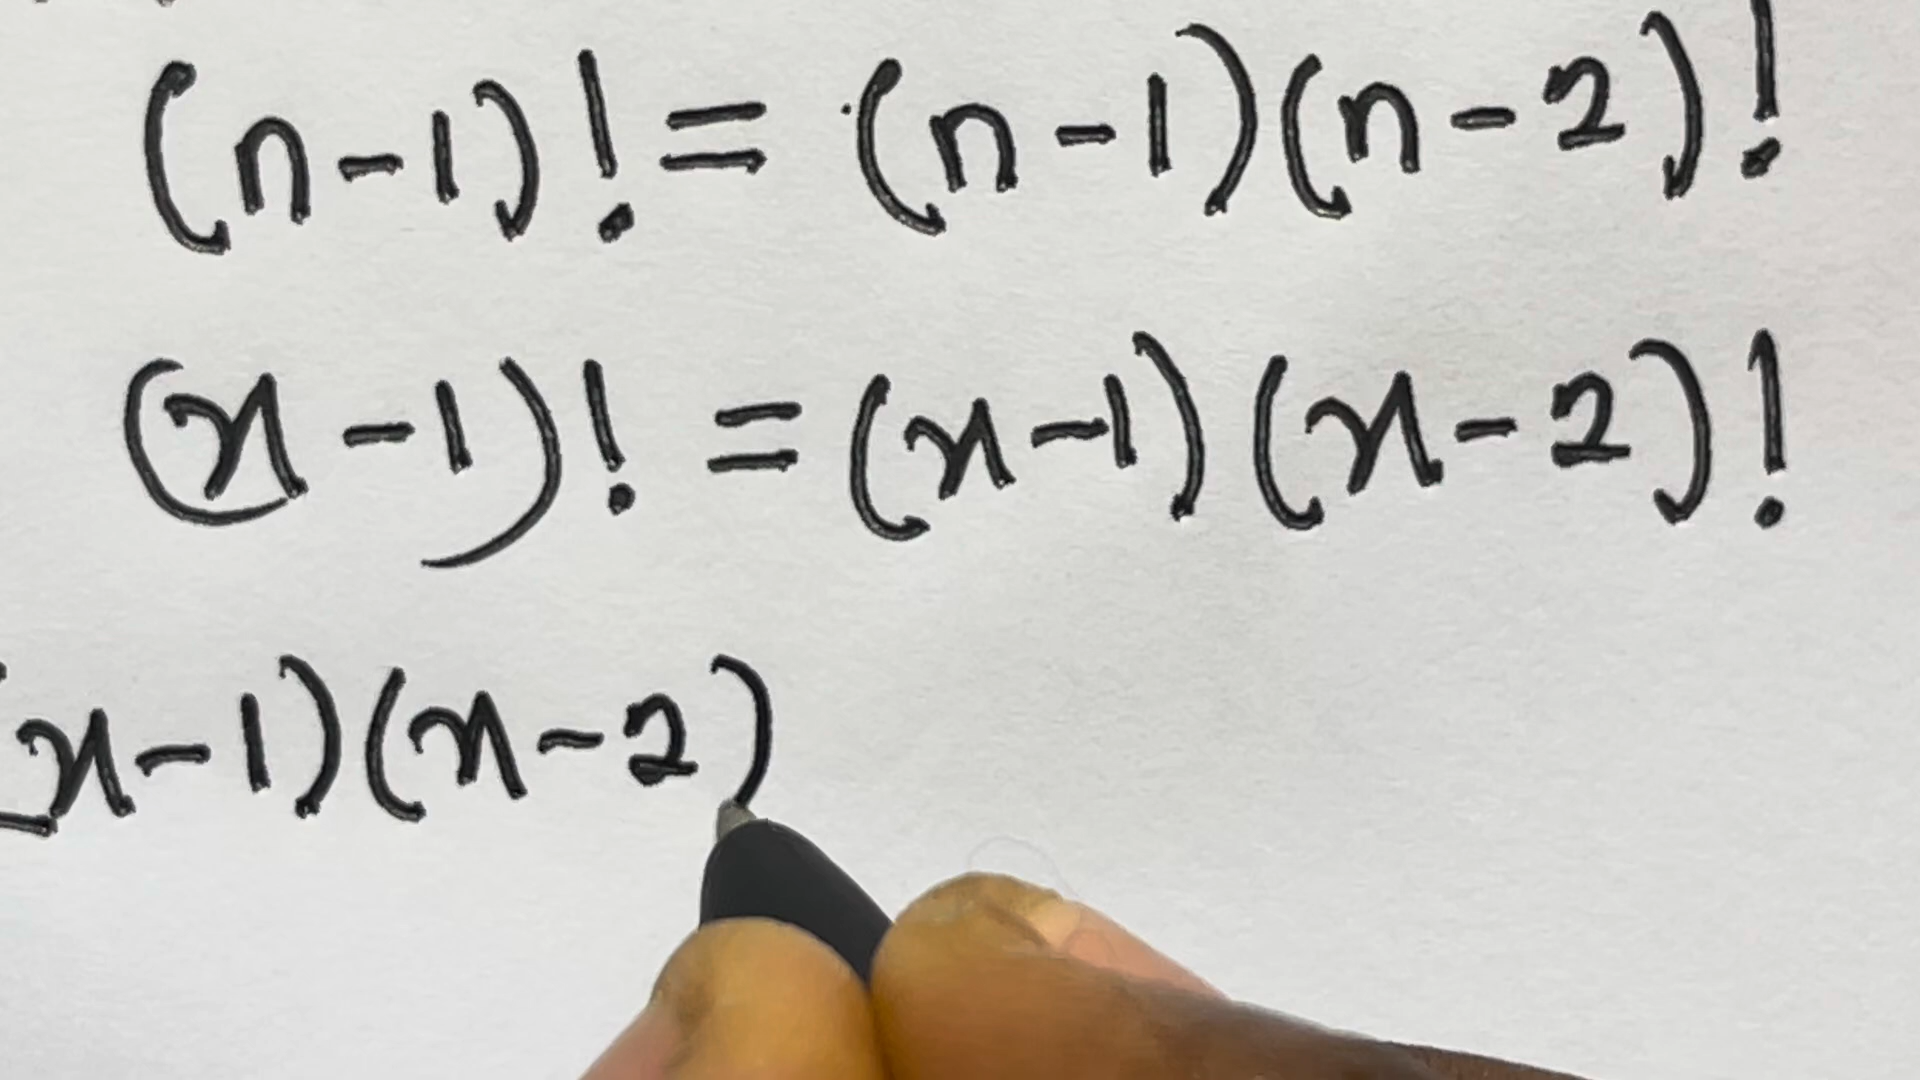 (n-1)! = (n-1)(n-2)!
(x-1)! = (x-1)(x-2)!
(x-1)(x-2)